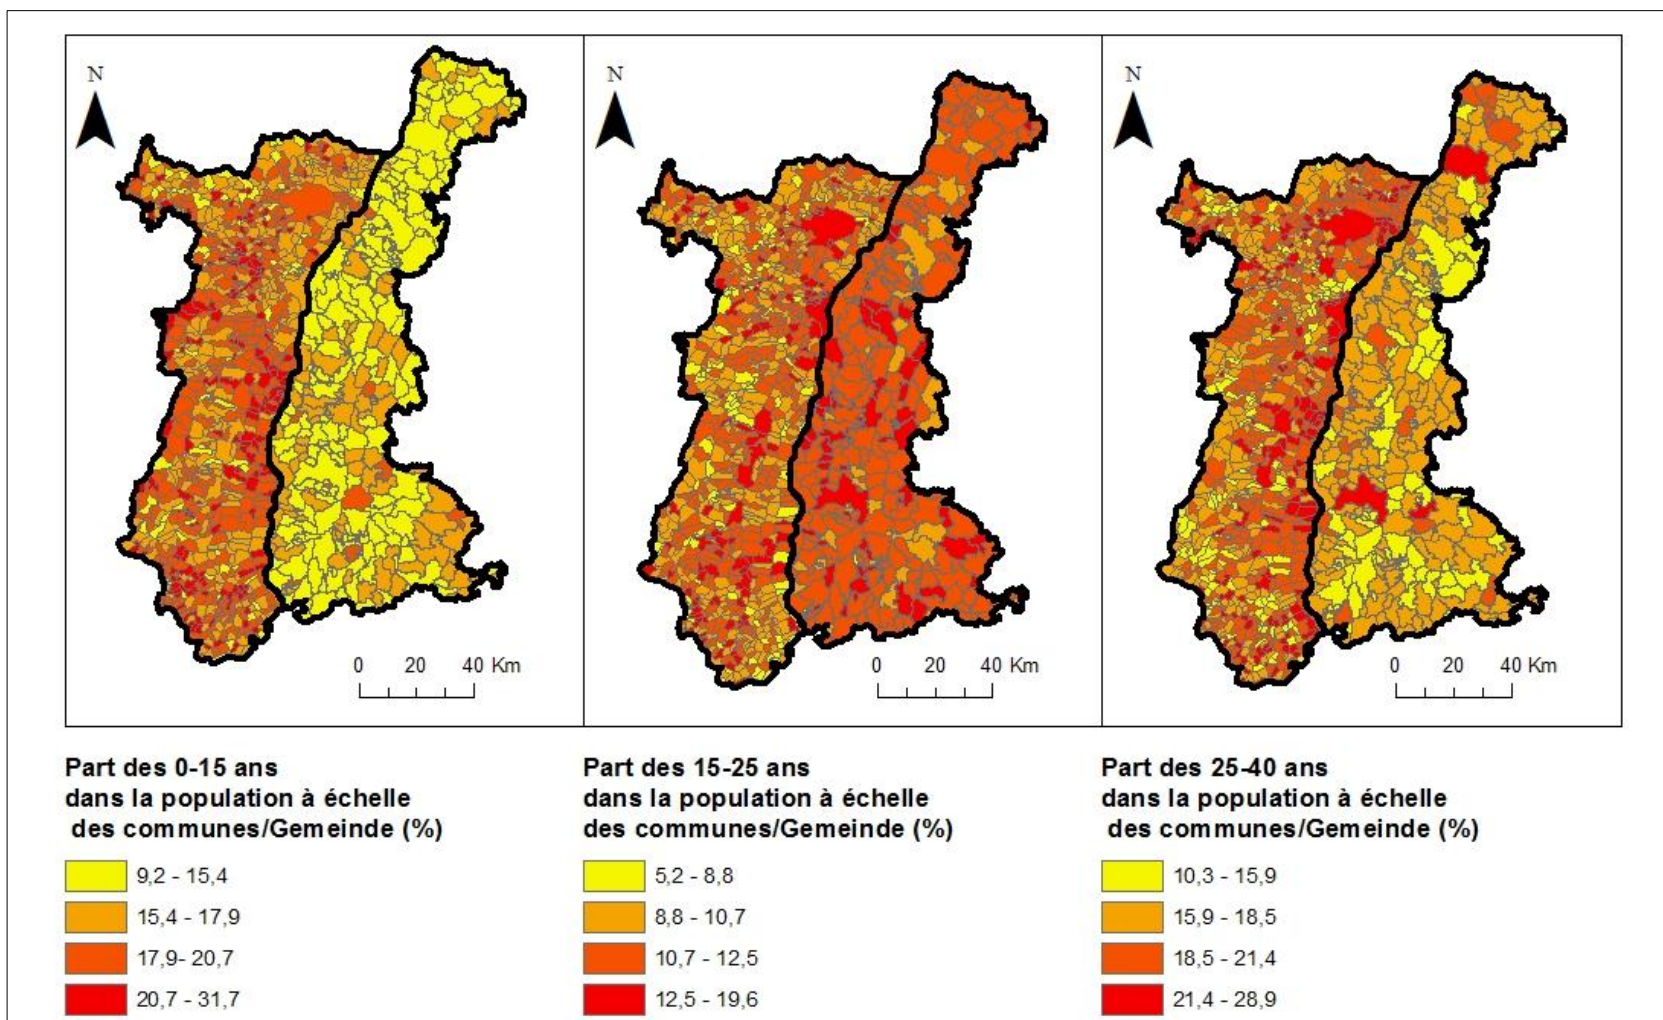 N
N
N
0 20 40 Km
0 20 40 Km
0 20 40 Km
Part des 0-15 ans
dans la population à échelle
des communes/Gemeinde (%)
9,2 - 15,4
15,4 - 17,9
17,9- 20,7
20,7 - 31,7
Part des 15-25 ans
dans la population à échelle
des communes/Gemeinde (%)
5,2 - 8,8
8,8 - 10,7
10,7 - 12,5
12,5 - 19,6
Part des 25-40 ans
dans la population à échelle
des communes/Gemeinde (%)
10,3 - 15,9
15,9 - 18,5
18,5 - 21,4
21,4 - 28,9